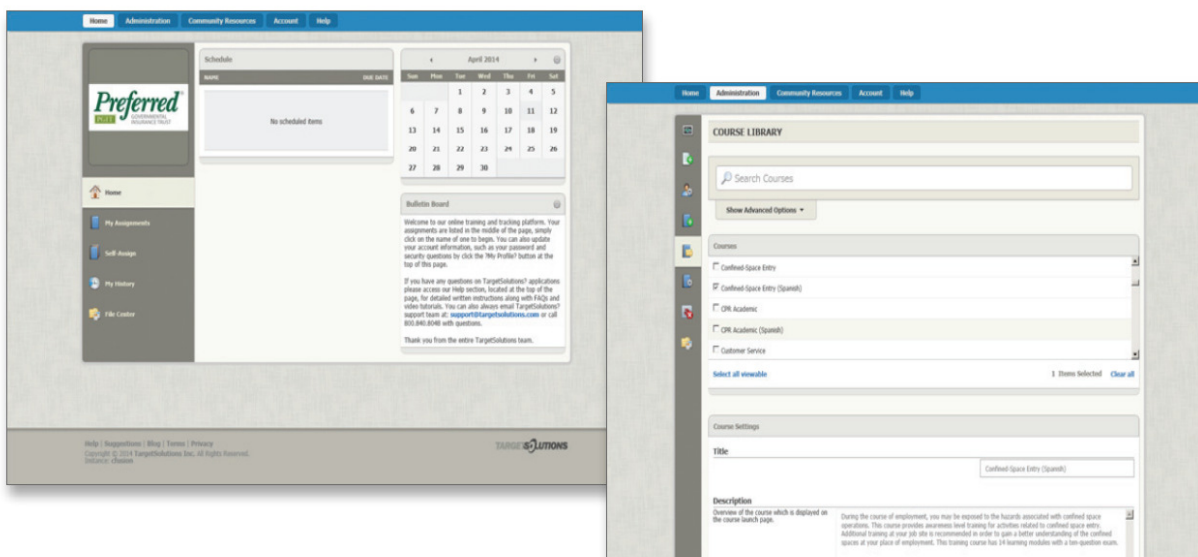 Home Administration Community Resources Account Help
Preferred
PGIT GOVERNMENTAL
INSURANCE TRUST
Home
My Assignments
Self Assign
My History
File Center
Schedule
NAME DUE DATE
No scheduled items
April 2014
Sun Mon Tue Wed Thu Fri Sat
1 2 3 4 5
6 7 8 9 10 11 12
13 14 15 16 17 18 19
20 21 22 23 24 25 26
27 28 29 30
Bulletin Board
Welcome to our online training and tracking platform. Your
assignments are listed in the middle of the page, simply
click on the name of one to begin. You can also update
your account information, such as your password and
security questions by click the ?My Profile? button at the
top of this page.
If you have any questions on TargetSolutions? applications
please access our Help section, located at the top of the
page, for detailed written instructions along with FAQs and
video tutorials. You can also always email TargetSolutions?
support team at: support@targetsolutions.com or call
800.840.8048 with questions.
Thank you from the entire TargetSolutions team.
Help | Suggestions | Blog | Terms | Privacy
Copyright © 2014 TargetSolutions Inc. All Rights Reserved.
Instance: chosen
TARGETSOLUTIONS
Home Administration Community Resources Account Help
COURSE LIBRARY
Search Courses
Show Advanced Options
Courses
Confined-Space Entry
Confined-Space Entry (Spanish)
CPR Academic
CPR Academic (Spanish)
Customer Service
Select all viewable 1 Items Selected Clear all
Course Settings
Title
Confined-Space Entry (Spanish)
Description
Overview of the course which is displayed on
the course launch page.
During the course of employment, you may be exposed to the hazards associated with confined space
operations. This course provides awareness level training for activities related to confined space entry.
Additional training at your job site is recommended in order to gain a better understanding of the confined
spaces at your place of employment. This training course has 14 learning modules with a ten-question exam.